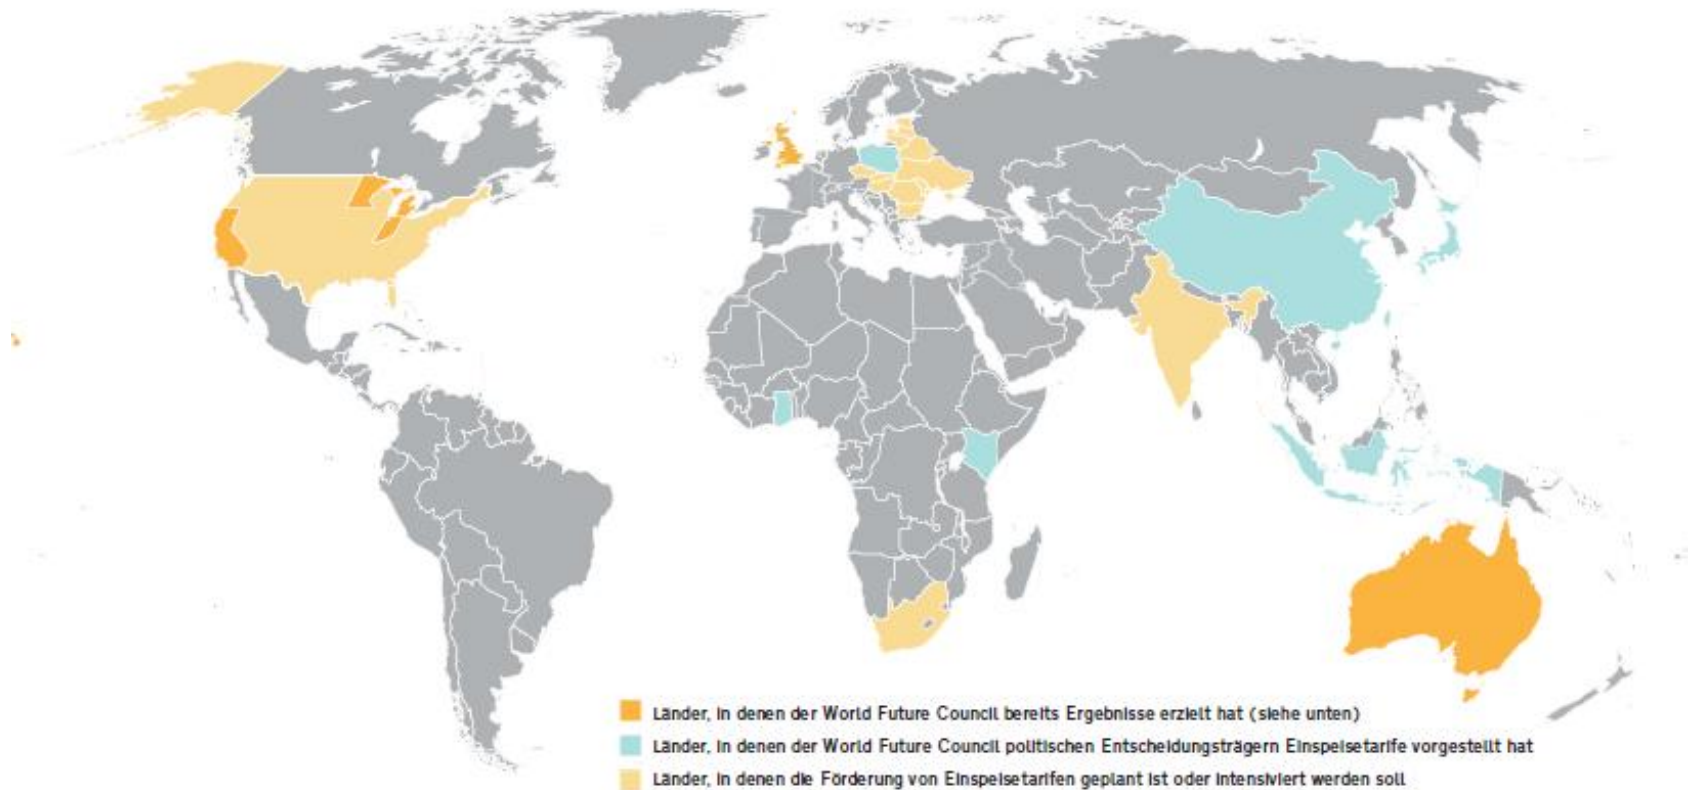 Länder, in denen der World Future Council bereits Ergebnisse erzielt hat (siehe unten)
Länder, in denen der World Future Council politischen Entscheidungsträgern Einspeisetarife vorgestellt hat
Länder, in denen die Förderung von Einspeisetarifen geplant ist oder intensiviert werden soll